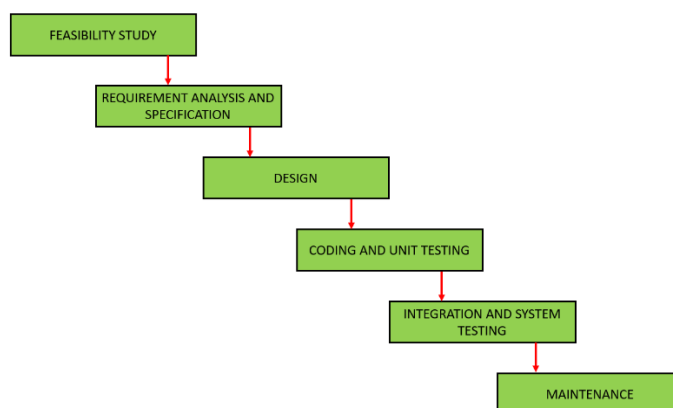 FEASIBILITY STUDY
REQUIREMENT ANALYSIS AND
SPECIFICATION
DESIGN
CODING AND UNIT TESTING
INTEGRATION AND SYSTEM
TESTING
MAINTENANCE